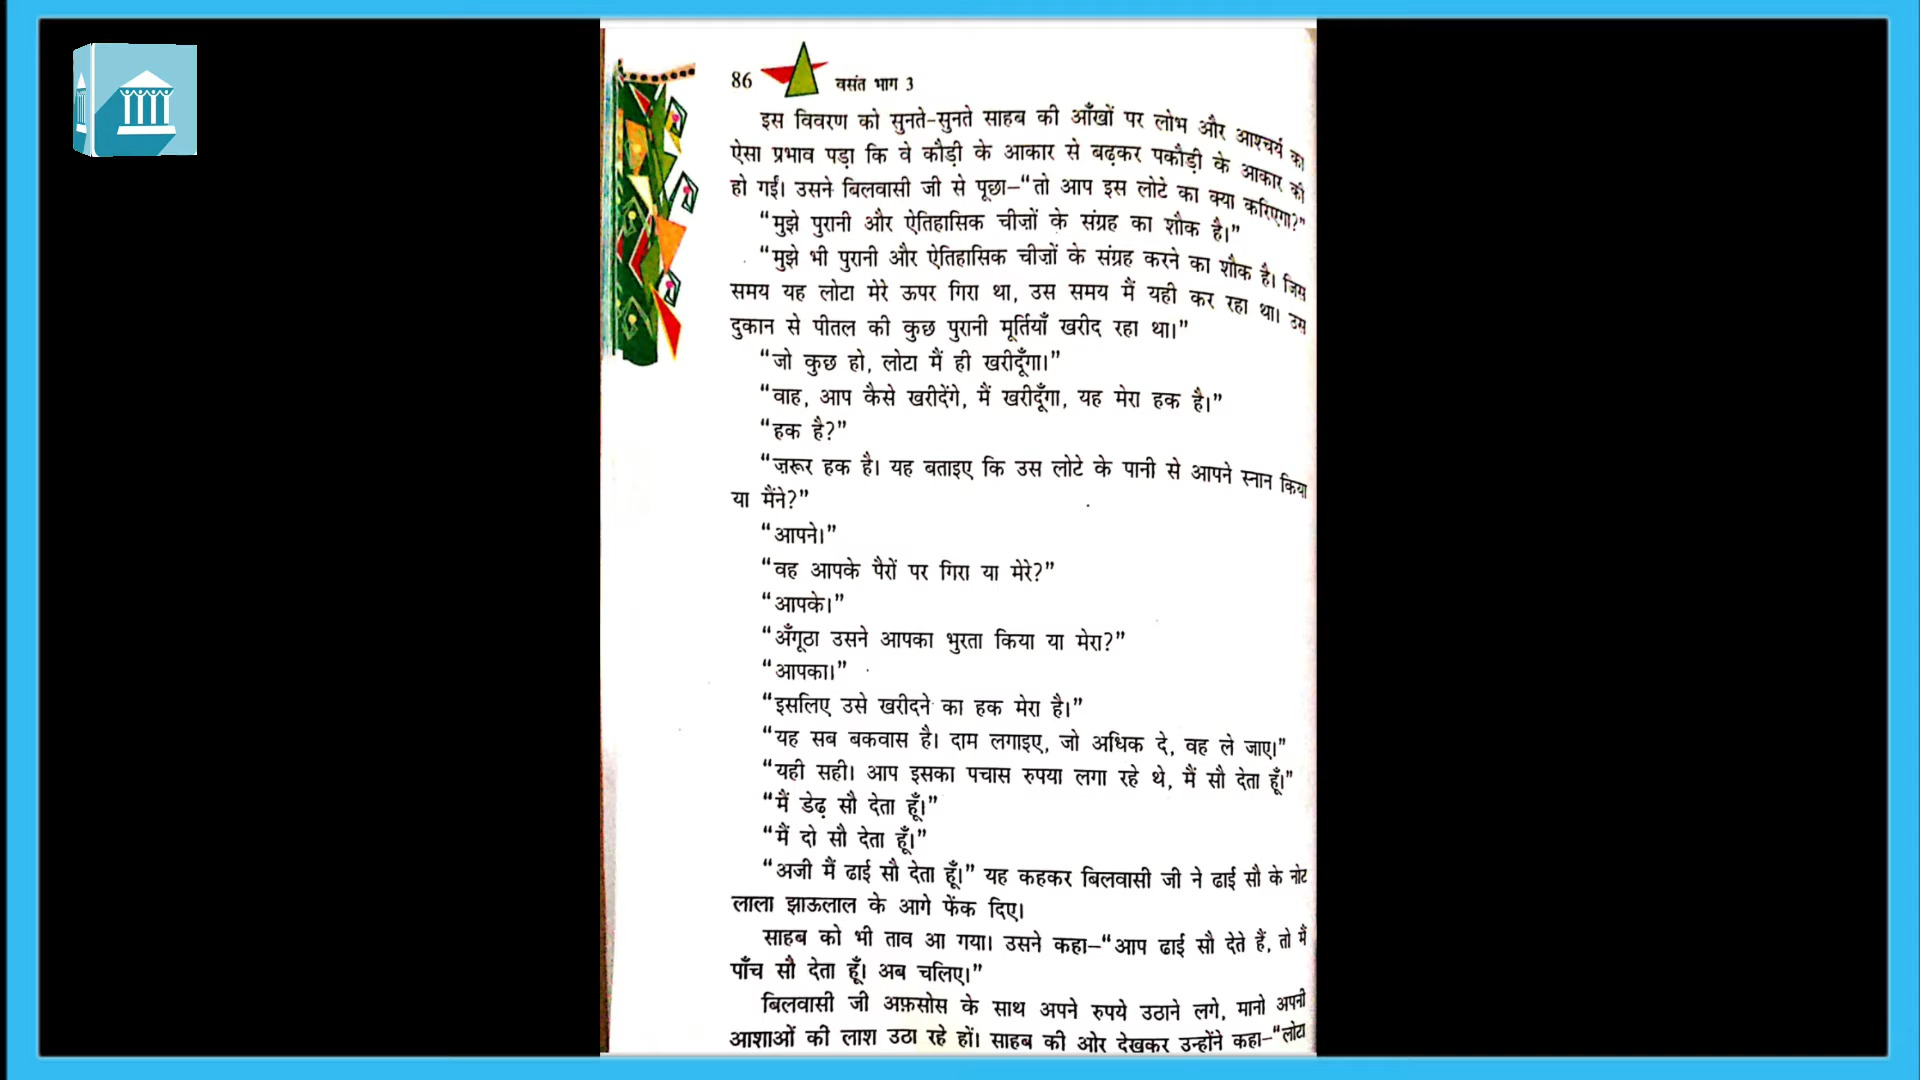 86 वसंत भाग 3
इस विवरण को सुनते-सुनते साहब की आँखों पर लोभ और आश्चर्य का
ऐसा प्रभाव पड़ा कि वे कौड़ी के आकार से बढ़कर पकौड़ी के आकार की
हो गईं। उसने बिलवासी जी से पूछा–“तो आप इस लोटे का क्या करिएगा?”
“मुझे पुरानी और ऐतिहासिक चीज़ों के संग्रह का शौक है।”
“मुझे भी पुरानी और ऐतिहासिक चीज़ों के संग्रह करने का शौक है। जिस
समय यह लोटा मेरे ऊपर गिरा था, उस समय मैं यही कर रहा था। उस
दुकान से पीतल की कुछ पुरानी मूर्तियाँ खरीद रहा था।”
“जो कुछ हो, लोटा मैं ही खरीदूँगा।”
“वाह, आप कैसे खरीदेंगे, मैं खरीदूँगा, यह मेरा हक है।”
“हक है?”
“ज़रूर हक है। यह बताइए कि उस लोटे के पानी से आपने स्नान किया
या मैंने?”
“आपने।”
“वह आपके पैरों पर गिरा या मेरे?”
“आपके।”
“अँगूठा उसने आपका भुरता किया या मेरा?”
“आपका।”
“इसलिए उसे खरीदने का हक मेरा है।”
“यह सब बकवास है। दाम लगाइए, जो अधिक दे, वह ले जाए।”
“यही सही। आप इसका पचास रुपया लगा रहे थे, मैं सौ देता हूँ।”
“मैं डेढ़ सौ देता हूँ।”
“मैं दो सौ देता हूँ।”
“अजी मैं ढाई सौ देता हूँ।” यह कहकर बिलवासी जी ने ढाई सौ के नोट
लाला झाऊलाल के आगे फेंक दिए।
साहब को भी ताव आ गया। उसने कहा–“आप ढाई सौ देते हैं, तो मैं
पाँच सौ देता हूँ। अब चलिए।”
बिलवासी जी अफ़सोस के साथ अपने रुपये उठाने लगे, मानो अपनी
आशाओं की लाश उठा रहे हों। साहब की ओर देखकर उन्होंने कहा–“लोटा